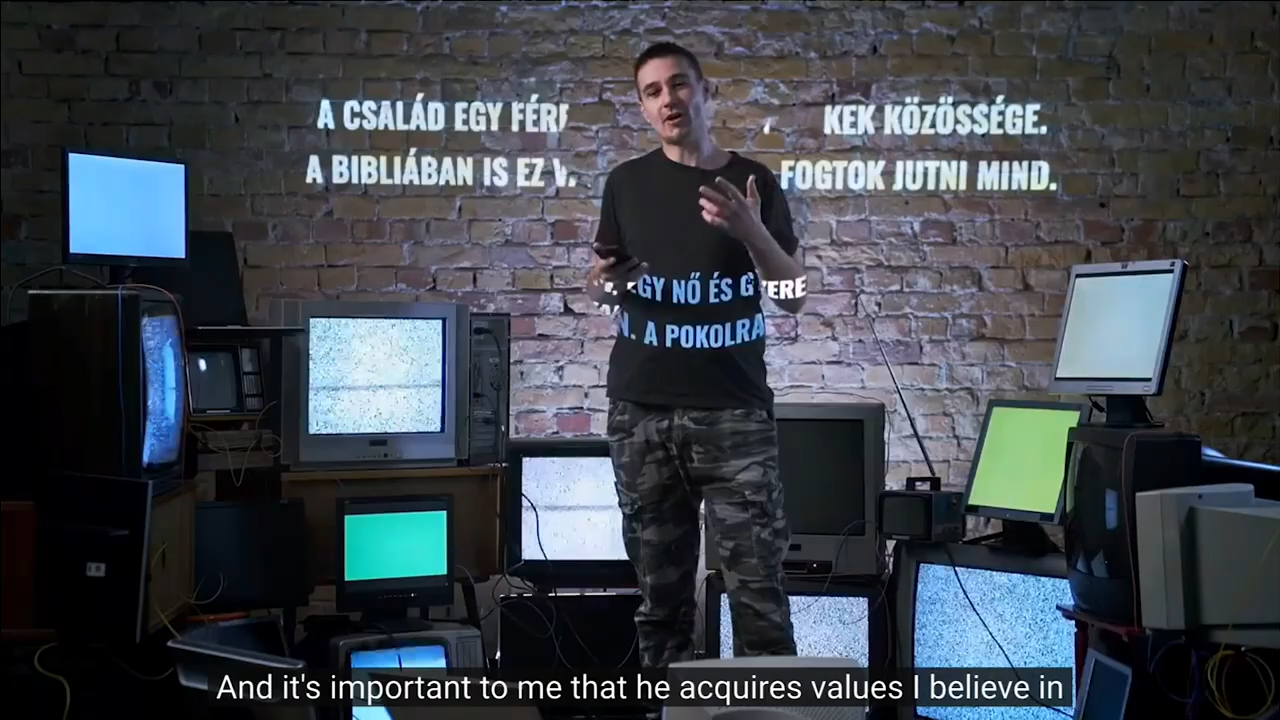 A CSALÁD EGY FÉRF KEK KÖZÖSSÉGE.
A BIBLIÁBAN IS EZ V FOGTOK JUTNI MIND.
EGY NŐ ÉS GYERE
N. A POKOLRA
And it's important to me that he acquires values I believe in